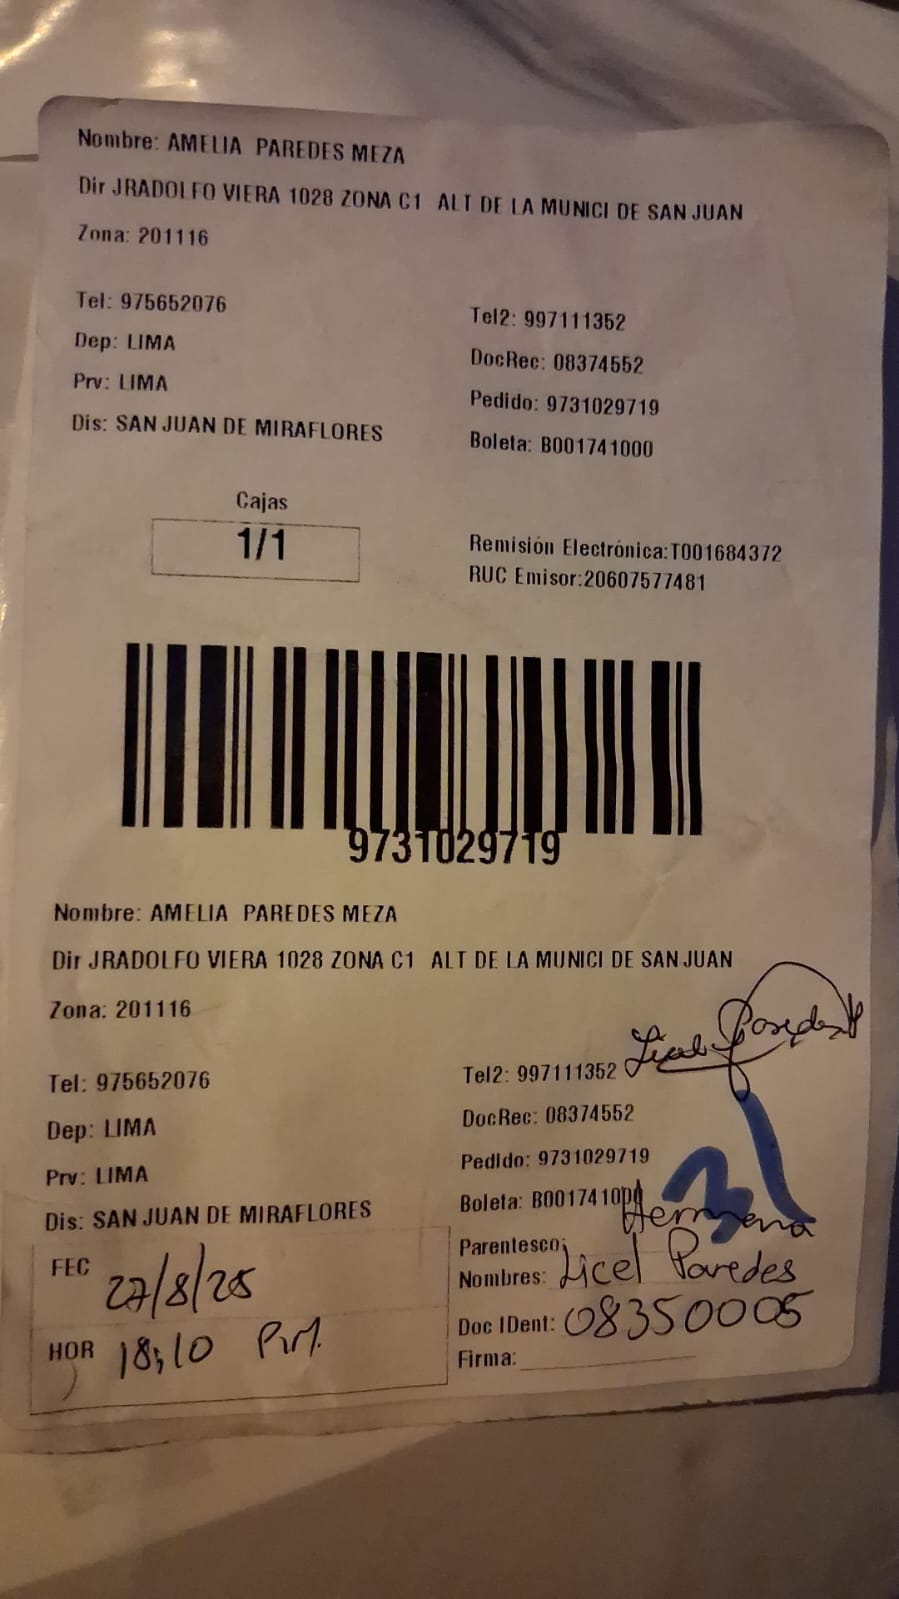 Nombre: AMELIA PAREDES MEZA
Dir JRADOLFO VIERA 1028 ZONA C1 ALT DE LA MUNICI DE SAN JUAN
Zona: 201116
Tel: 975652076
Tel2: 997111352
Dep: LIMA
DocRec: 08374552
Prv: LIMA
Pedido: 9731029719
Dis: SAN JUAN DE MIRAFLORES
Boleta: B001741000
Cajas
1/1
Remisión Electrónica:T001684372
RUC Emisor:20607577481
9731029719
Nombre: AMELIA PAREDES MEZA
Dir JRADOLFO VIERA 1028 ZONA C1 ALT DE LA MUNICI DE SAN JUAN
Zona: 201116
Tel: 975652076
Tel2: 997111352
Dep: LIMA
DocRec: 08374552
Prv: LIMA
Pedido: 9731029719
Dis: SAN JUAN DE MIRAFLORES
Boleta: B001741000
FEC 27/8/25
HOR 18:10 P.M.
Parentesco: Hermana
Nombres: Licel Paredes
Doc IDent: 08350005
Firma: